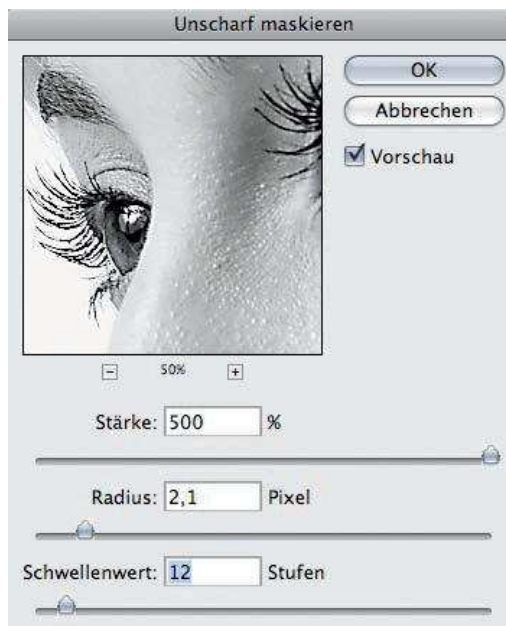 Unscharf maskieren
OK
Abbrechen
Vorschau
50%
Stärke: 500 %
Radius: 2,1 Pixel
Schwellenwert: 12 Stufen